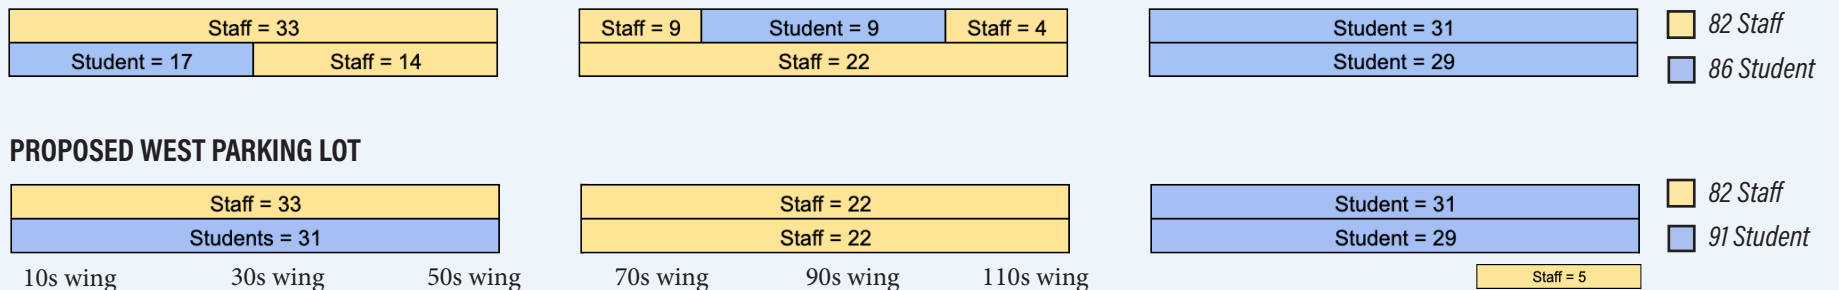 Staff = 33
Student = 17
Staff = 14
Staff = 9
Student = 9
Staff = 4
Staff = 22
Student = 31
Student = 29
82 Staff
86 Student
PROPOSED WEST PARKING LOT
Staff = 33
Students = 31
Staff = 22
Staff = 22
Student = 31
Student = 29
82 Staff
91 Student
10s wing
30s wing
50s wing
70s wing
90s wing
110s wing
Staff = 5